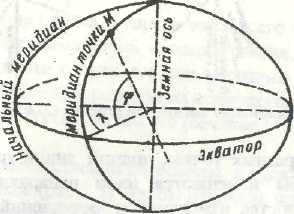 Начальный меридиан
Меридиан точки М
Земная ось
φ
λ
Экватор